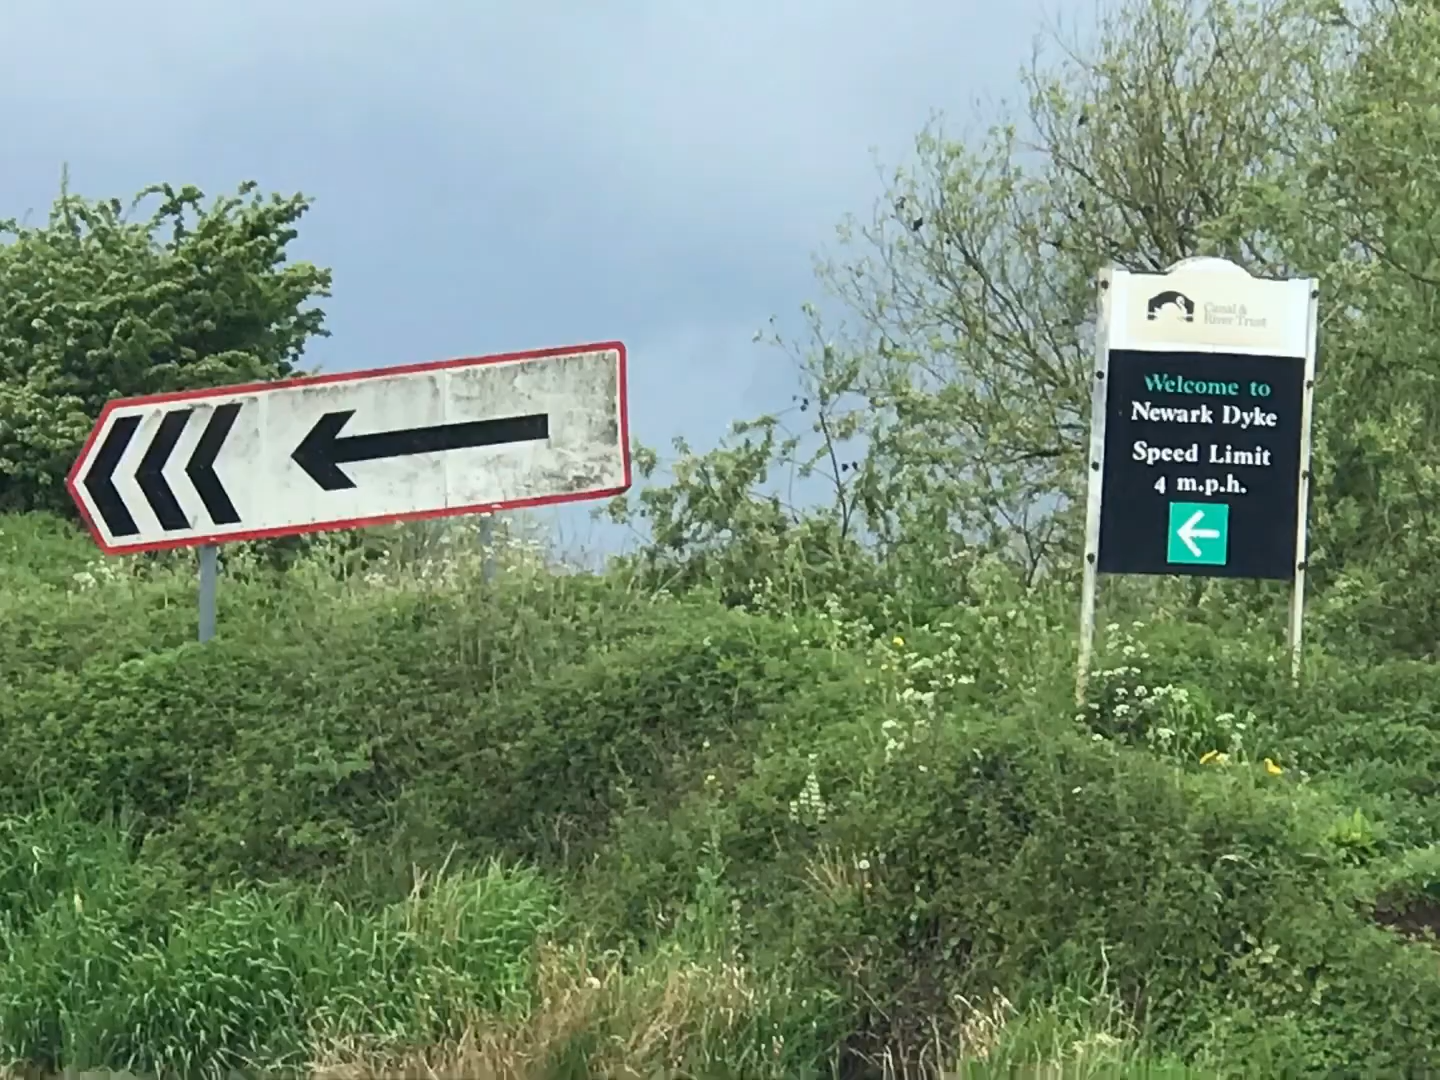 Canal &
River Trust
Welcome to
Newark Dyke
Speed Limit
4 m.p.h.